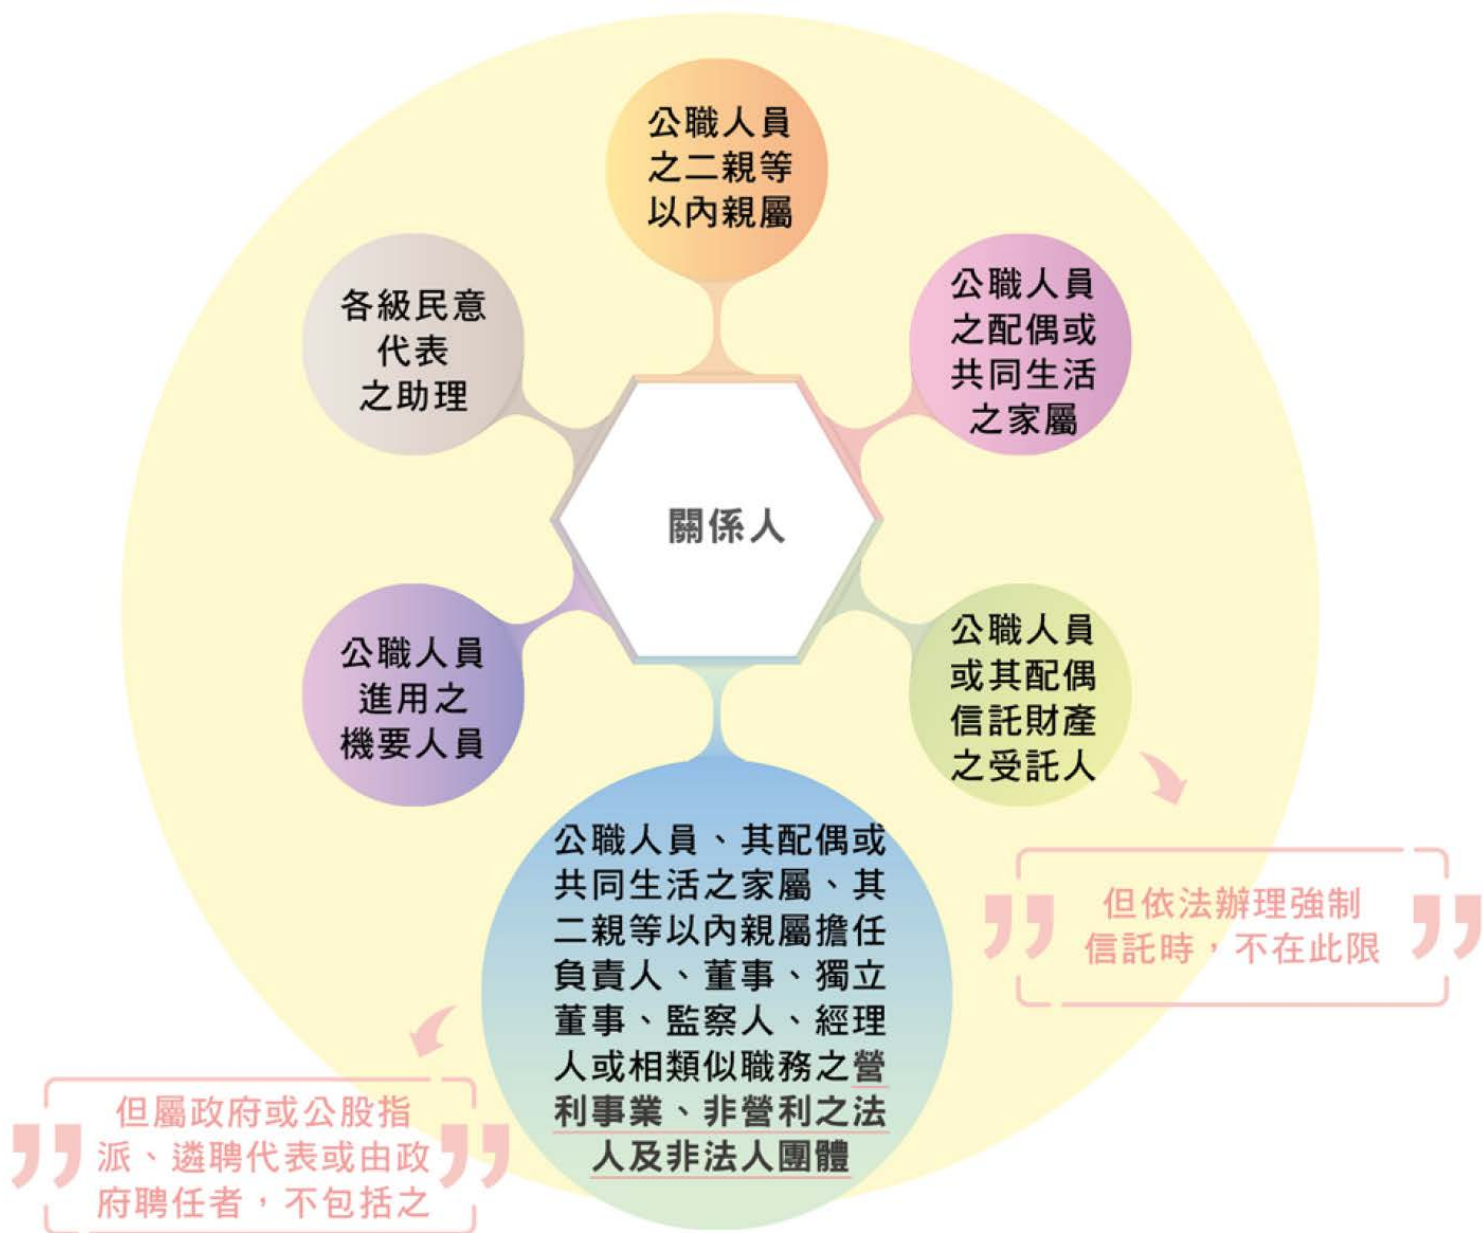 公職人員
之二親等
以內親屬
公職人員
之配偶或
共同生活
之家屬
各級民意
代表
之助理
關係人
公職人員
進用之
機要人員
公職人員
或其配偶
信託財產
之受託人
但依法辦理強制
信託時，不在此限
公職人員、其配偶或
共同生活之家屬、其
二親等以內親屬擔任
負責人、董事、獨立
董事、監察人、經理
人或相類似職務之營
利事業、非營利之法
人及非法人團體
但屬政府或公股指
派、遴聘代表或由政
府聘任者，不包括之